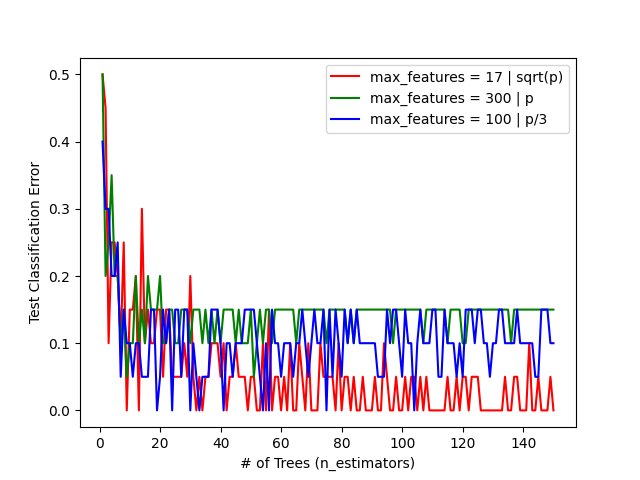 max_features = 17 | sqrt(p)
max_features = 300 | p
max_features = 100 | p/3
0.5
0.4
0.3
0.2
0.1
0.0
Test Classification Error
0 20 40 60 80 100 120 140
# of Trees (n_estimators)